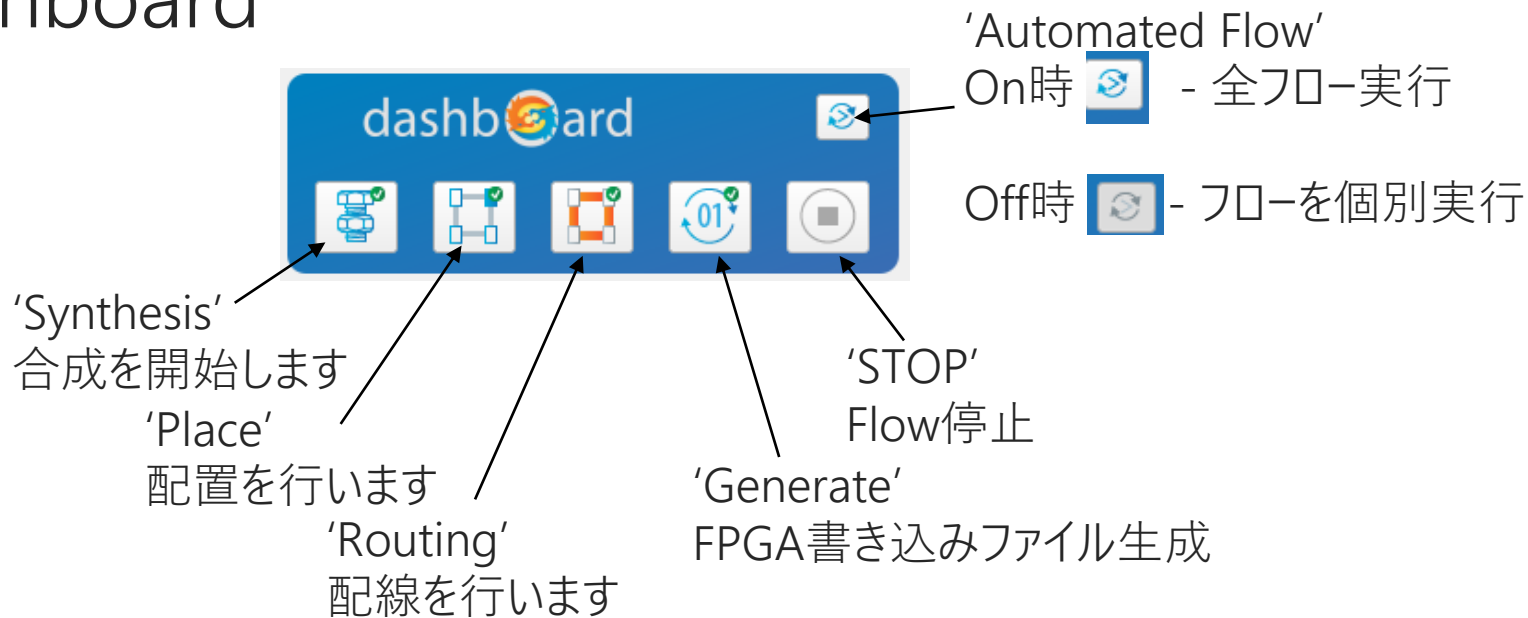 nboard
'Automated Flow'
On時 - 全フロー実行
dashboard
Off時 - フローを個別実行
01
'Synthesis'
合成を開始します
'STOP'
Flow停止
'Place'
配置を行います
'Generate'
FPGA書き込みファイル生成
'Routing'
配線を行います